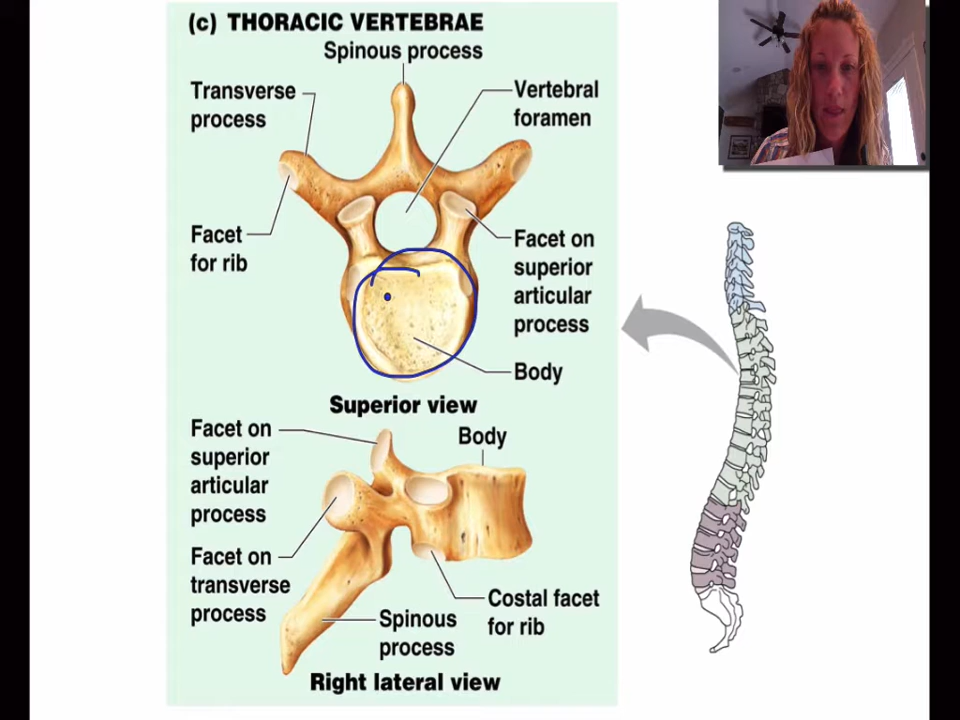 (c) THORACIC VERTEBRAE
Spinous process
Transverse
process
Vertebral
foramen
Facet
for rib
Facet on
superior
articular
process
Body
Superior view
Facet on
superior
articular
process
Body
Facet on
transverse
process
Costal facet
for rib
Spinous
process
Right lateral view